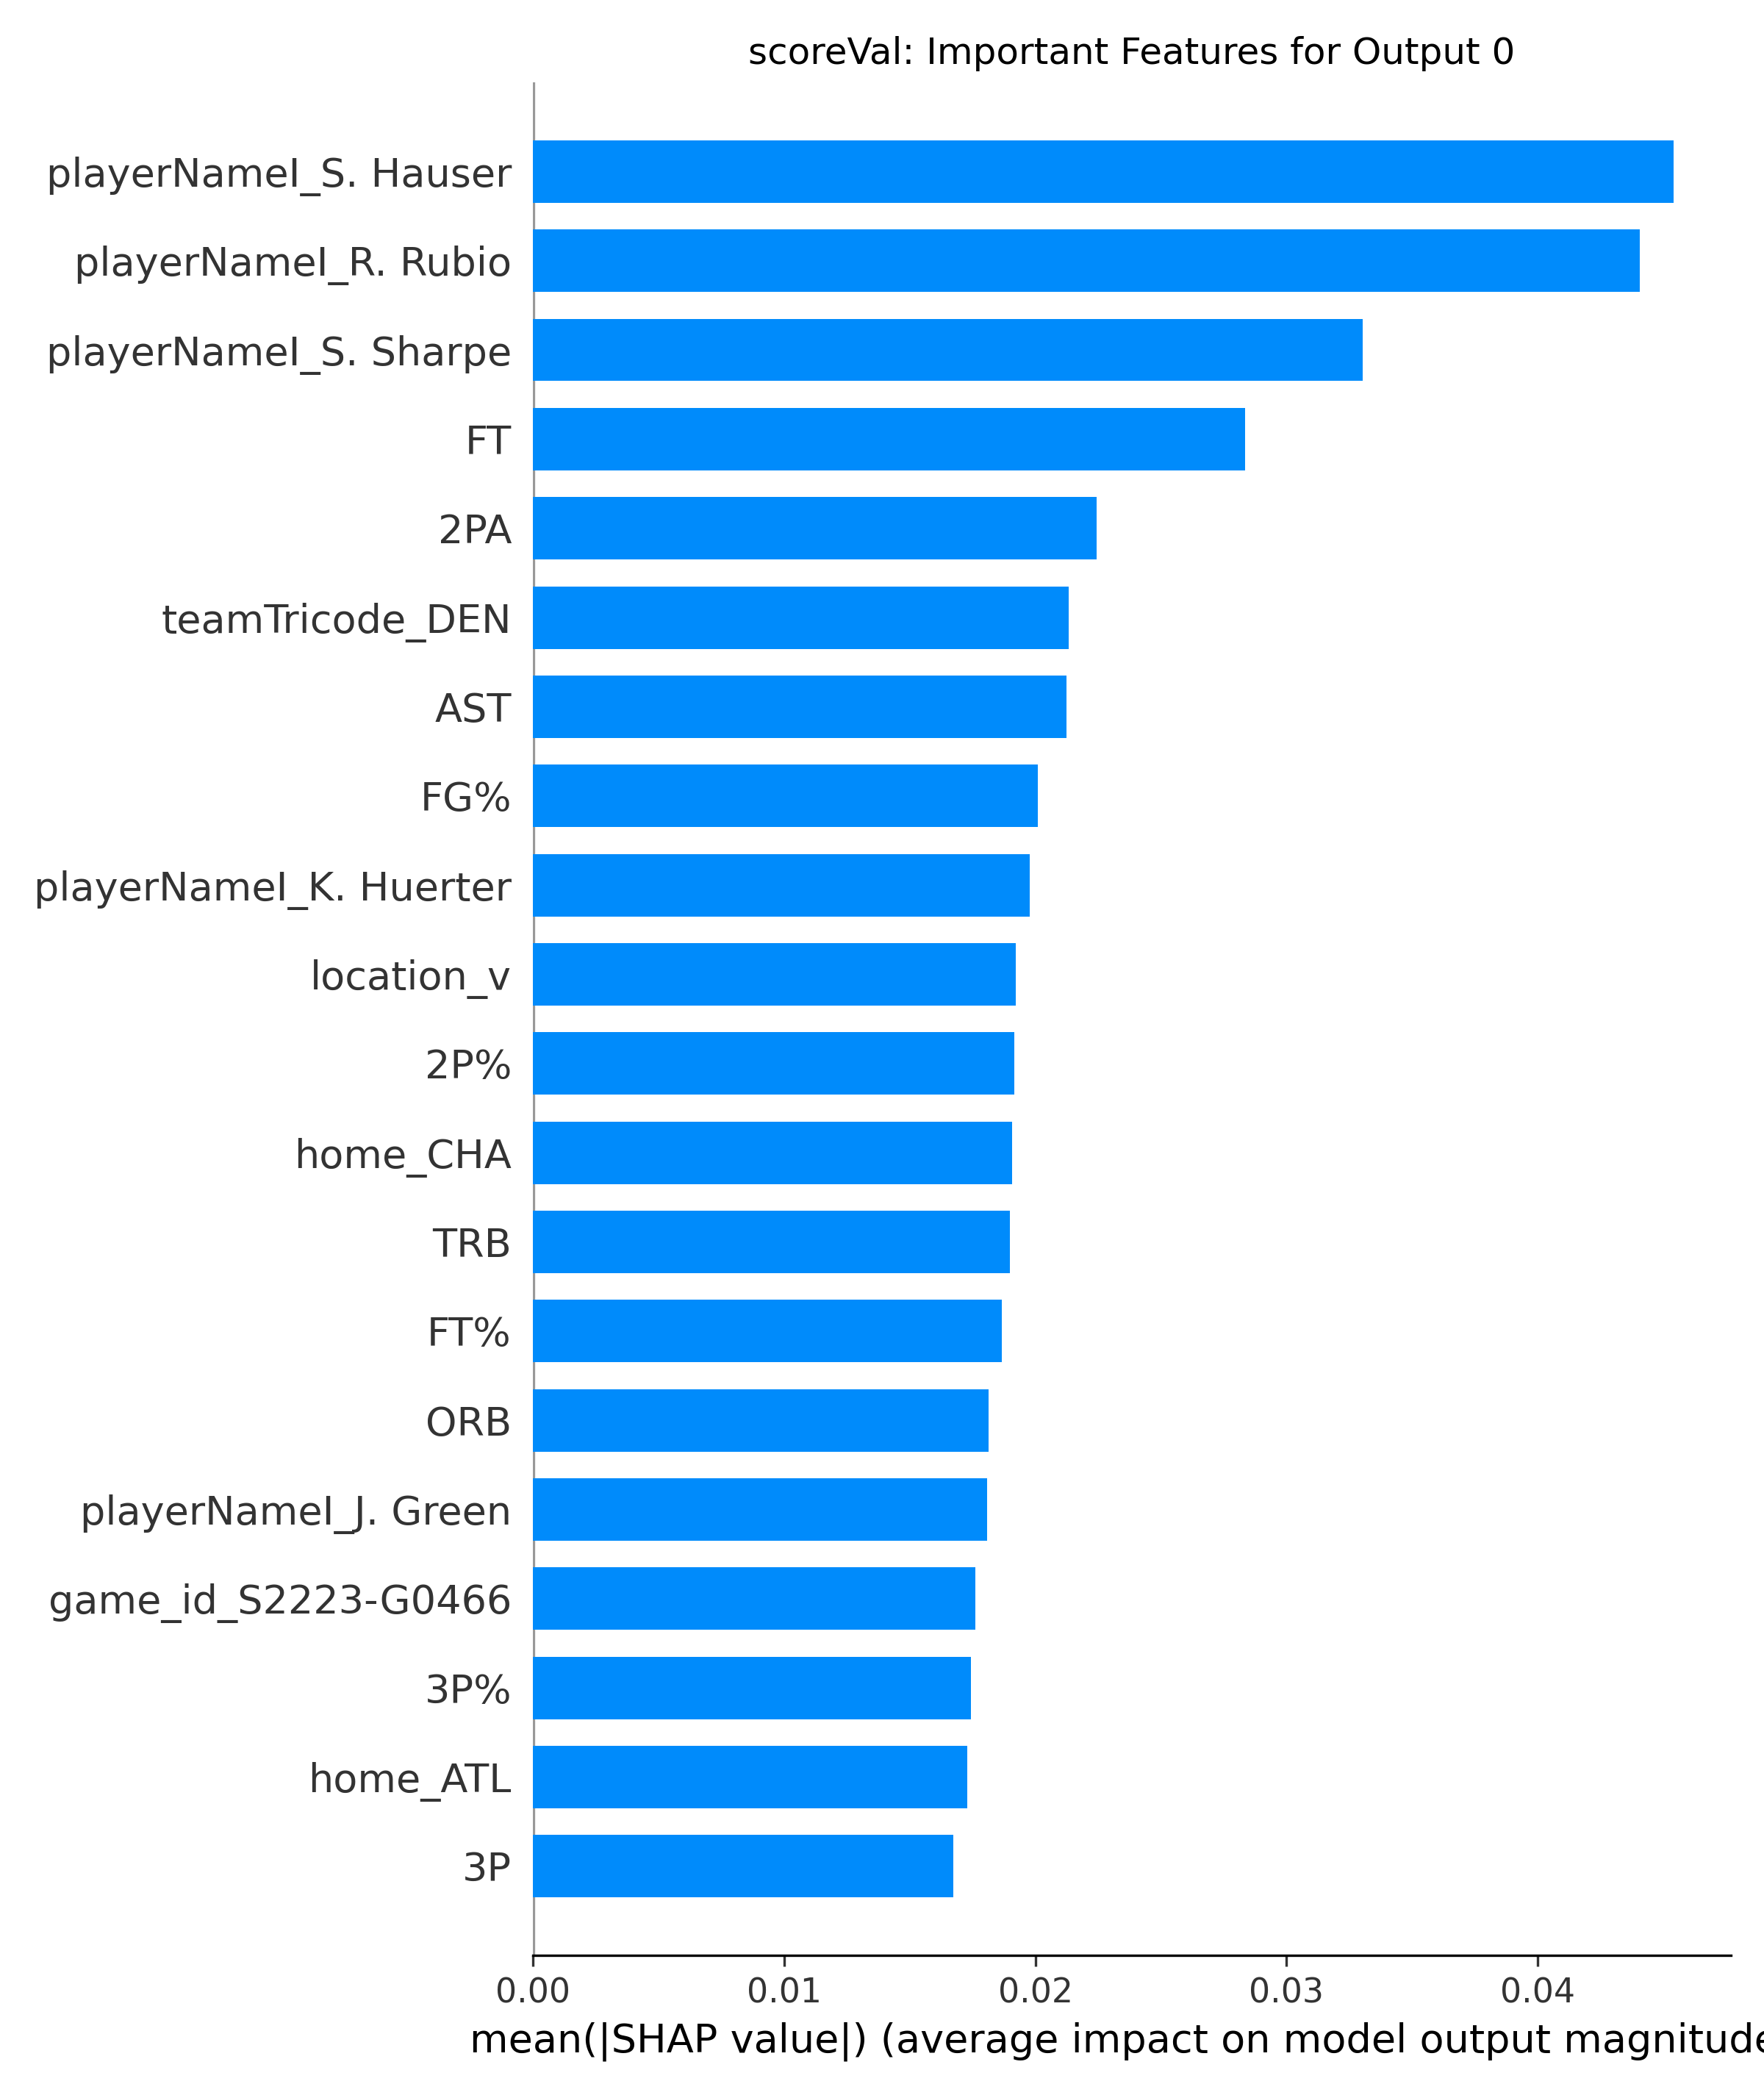 scoreVal: Important Features for Output 0
playerNameI_S. Hauser
playerNameI_R. Rubio
playerNameI_S. Sharpe
FT
2PA
teamTricode_DEN
AST
FG%
playerNameI_K. Huerter
location_v
2P%
home_CHA
TRB
FT%
ORB
playerNameI_J. Green
game_id_S2223-G0466
3P%
home_ATL
3P
0.00 0.01 0.02 0.03 0.04
mean(|SHAP value|) (average impact on model output magnitude